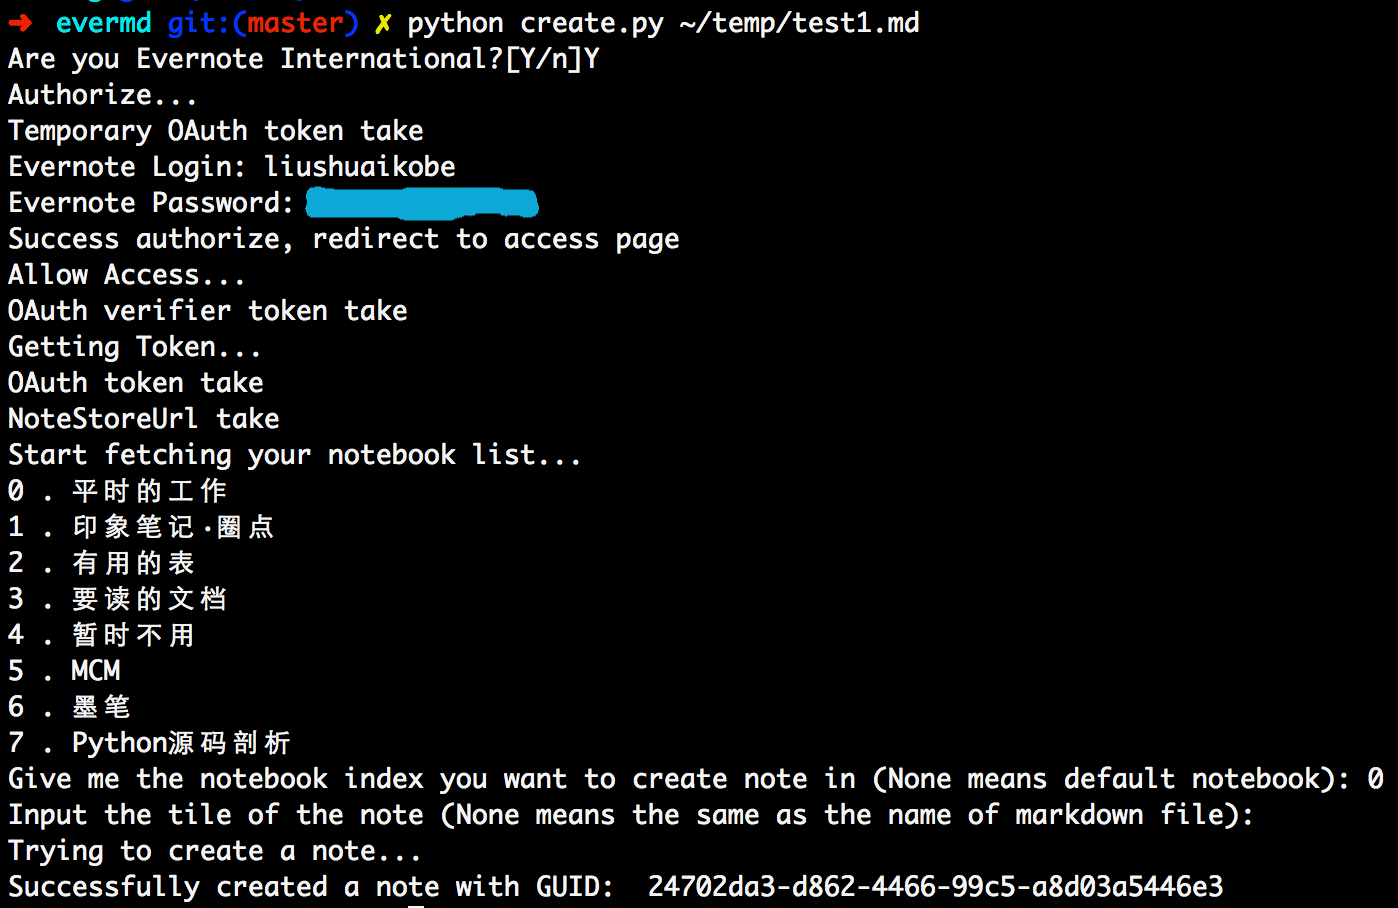 ➜ evermd git:(master) ✗ python create.py ~/temp/test1.md
Are you Evernote International?[Y/n]Y
Authorize...
Temporary OAuth token take
Evernote Login: liushuaikobe
Evernote Password:
Success authorize, redirect to access page
Allow Access...
OAuth verifier token take
Getting Token...
OAuth token take
NoteStoreUrl take
Start fetching your notebook list...
0 . 平时的工作
1 . 印象笔记·圈点
2 . 有用的表
3 . 要读的文档
4 . 暂时不用
5 . MCM
6 . 墨笔
7 . Python源码剖析
Give me the notebook index you want to create note in (None means default notebook): 0
Input the tile of the note (None means the same as the name of markdown file):
Trying to create a note...
Successfully created a note with GUID:  24702da3-d862-4466-99c5-a8d03a5446e3